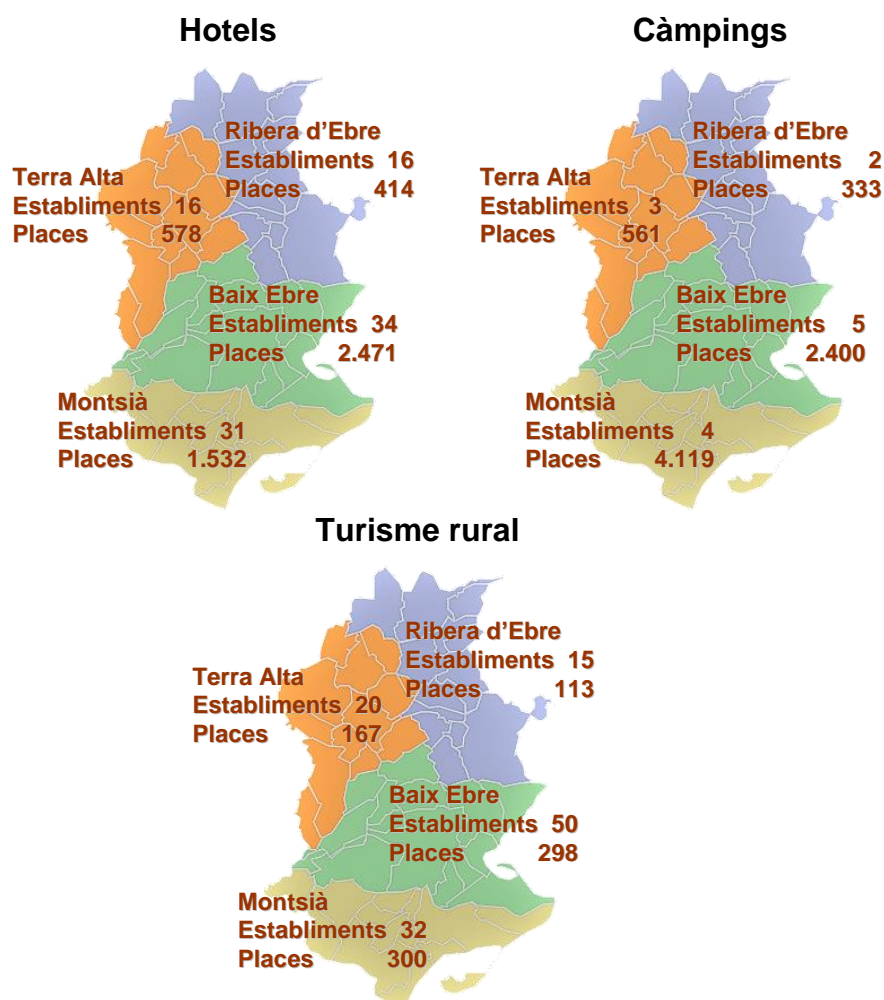 Hotels
Ribera d'Ebre
Establiments 16
Places 414
Terra Alta
Establiments 16
Places 578
Baix Ebre
Establiments 34
Places 2.471
Montsià
Establiments 31
Places 1.532
Càmpings
Ribera d'Ebre
Establiments 2
Places 333
Terra Alta
Establiments 3
Places 561
Baix Ebre
Establiments 5
Places 2.400
Montsià
Establiments 4
Places 4.119
Turisme rural
Ribera d'Ebre
Establiments 15
Places 113
Terra Alta
Establiments 20
Places 167
Baix Ebre
Establiments 50
Places 298
Montsià
Establiments 32
Places 300